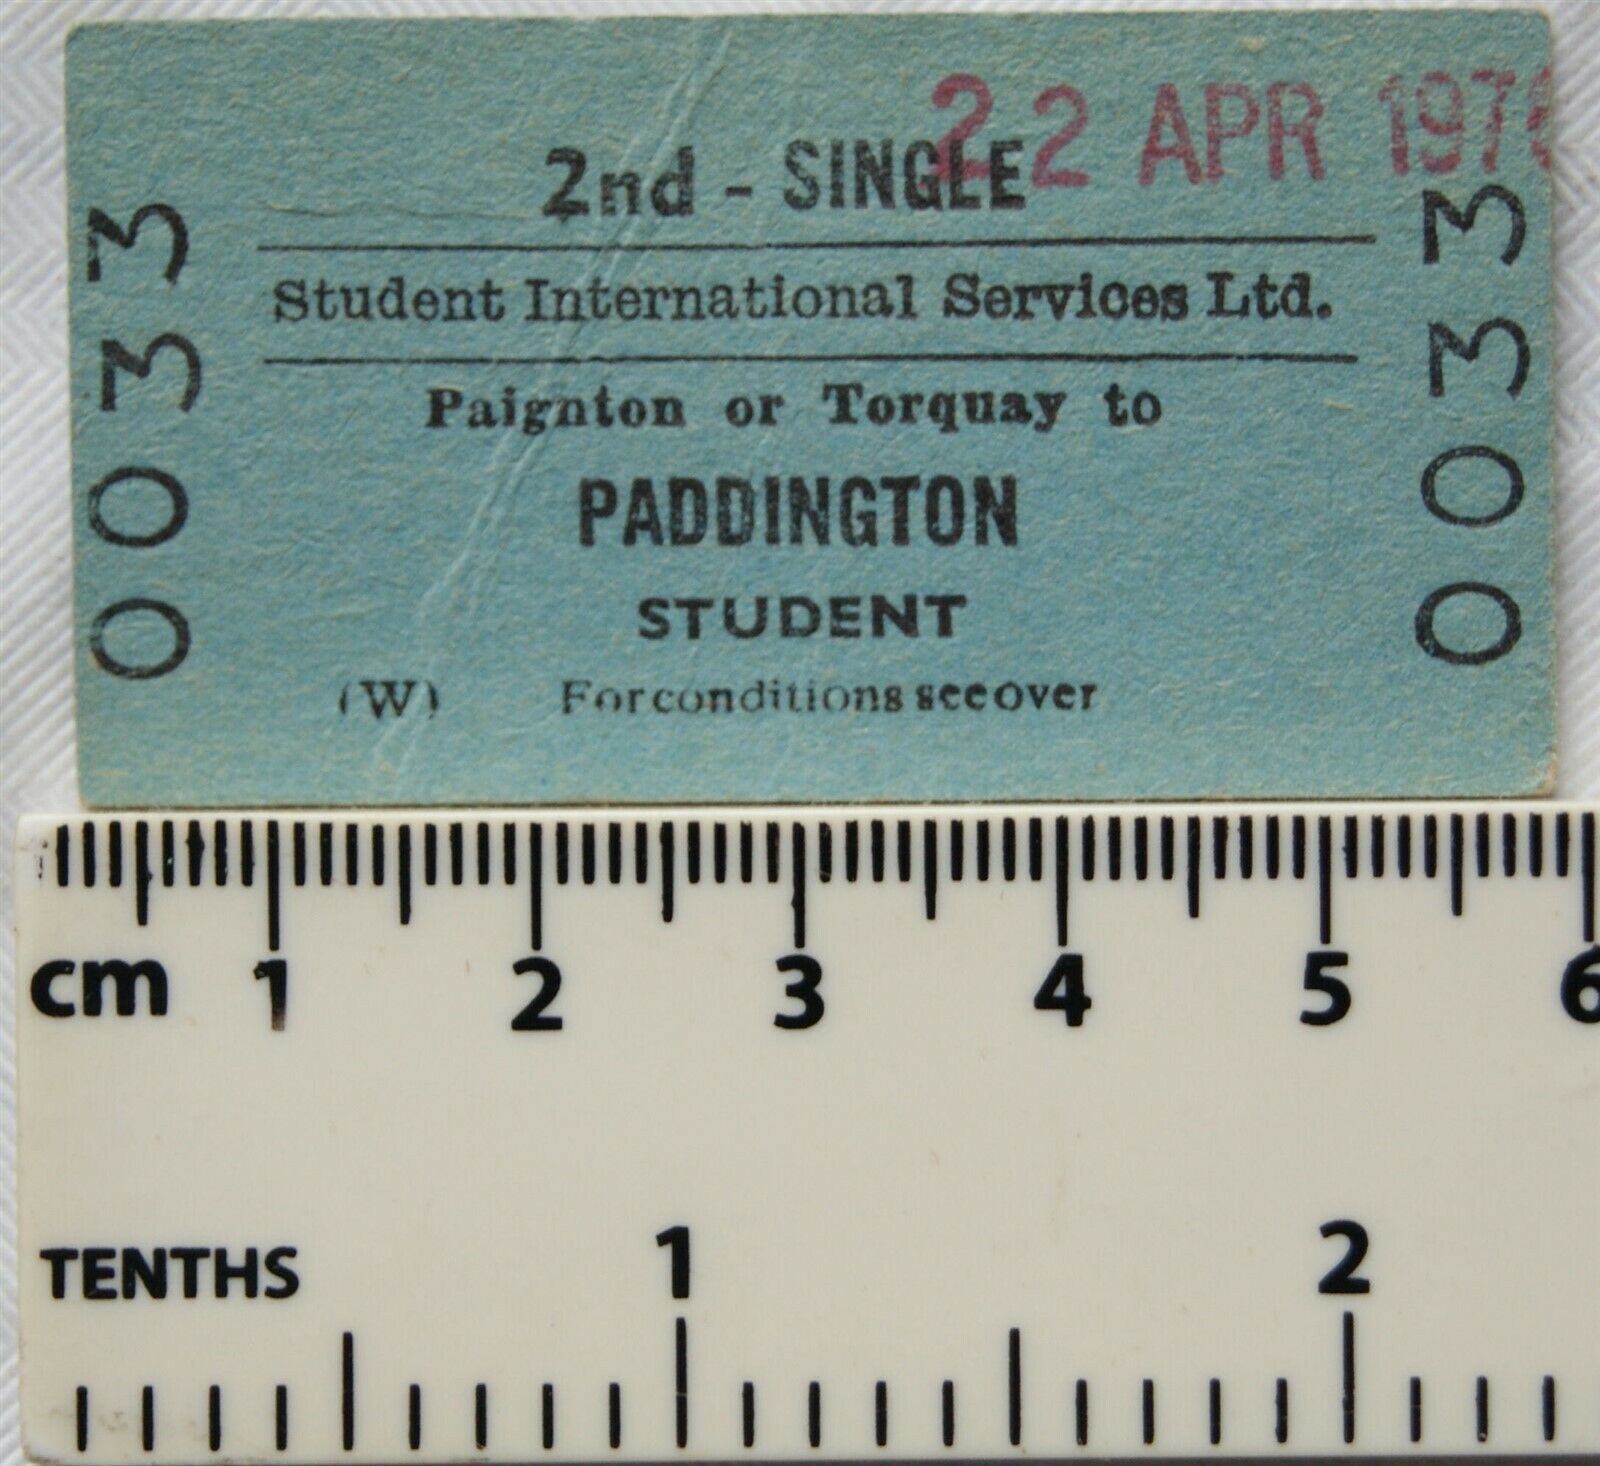 22 APR 197
2nd - SINGLE
Student International Services Ltd.
Paignton or Torquay to
PADDINGTON
STUDENT
(W) For conditions see over
0033
0033
cm 1 2 3 4 5 6
TENTHS 1 2